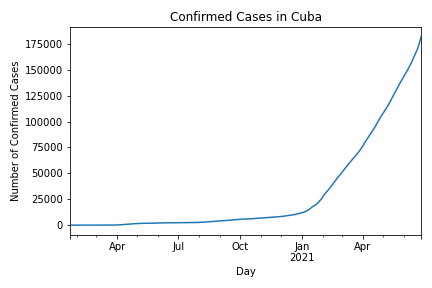 Confirmed Cases in Cuba
Number of Confirmed Cases
175000
150000
125000
100000
75000
50000
25000
0
Apr Jul Oct Jan Apr
2021
Day